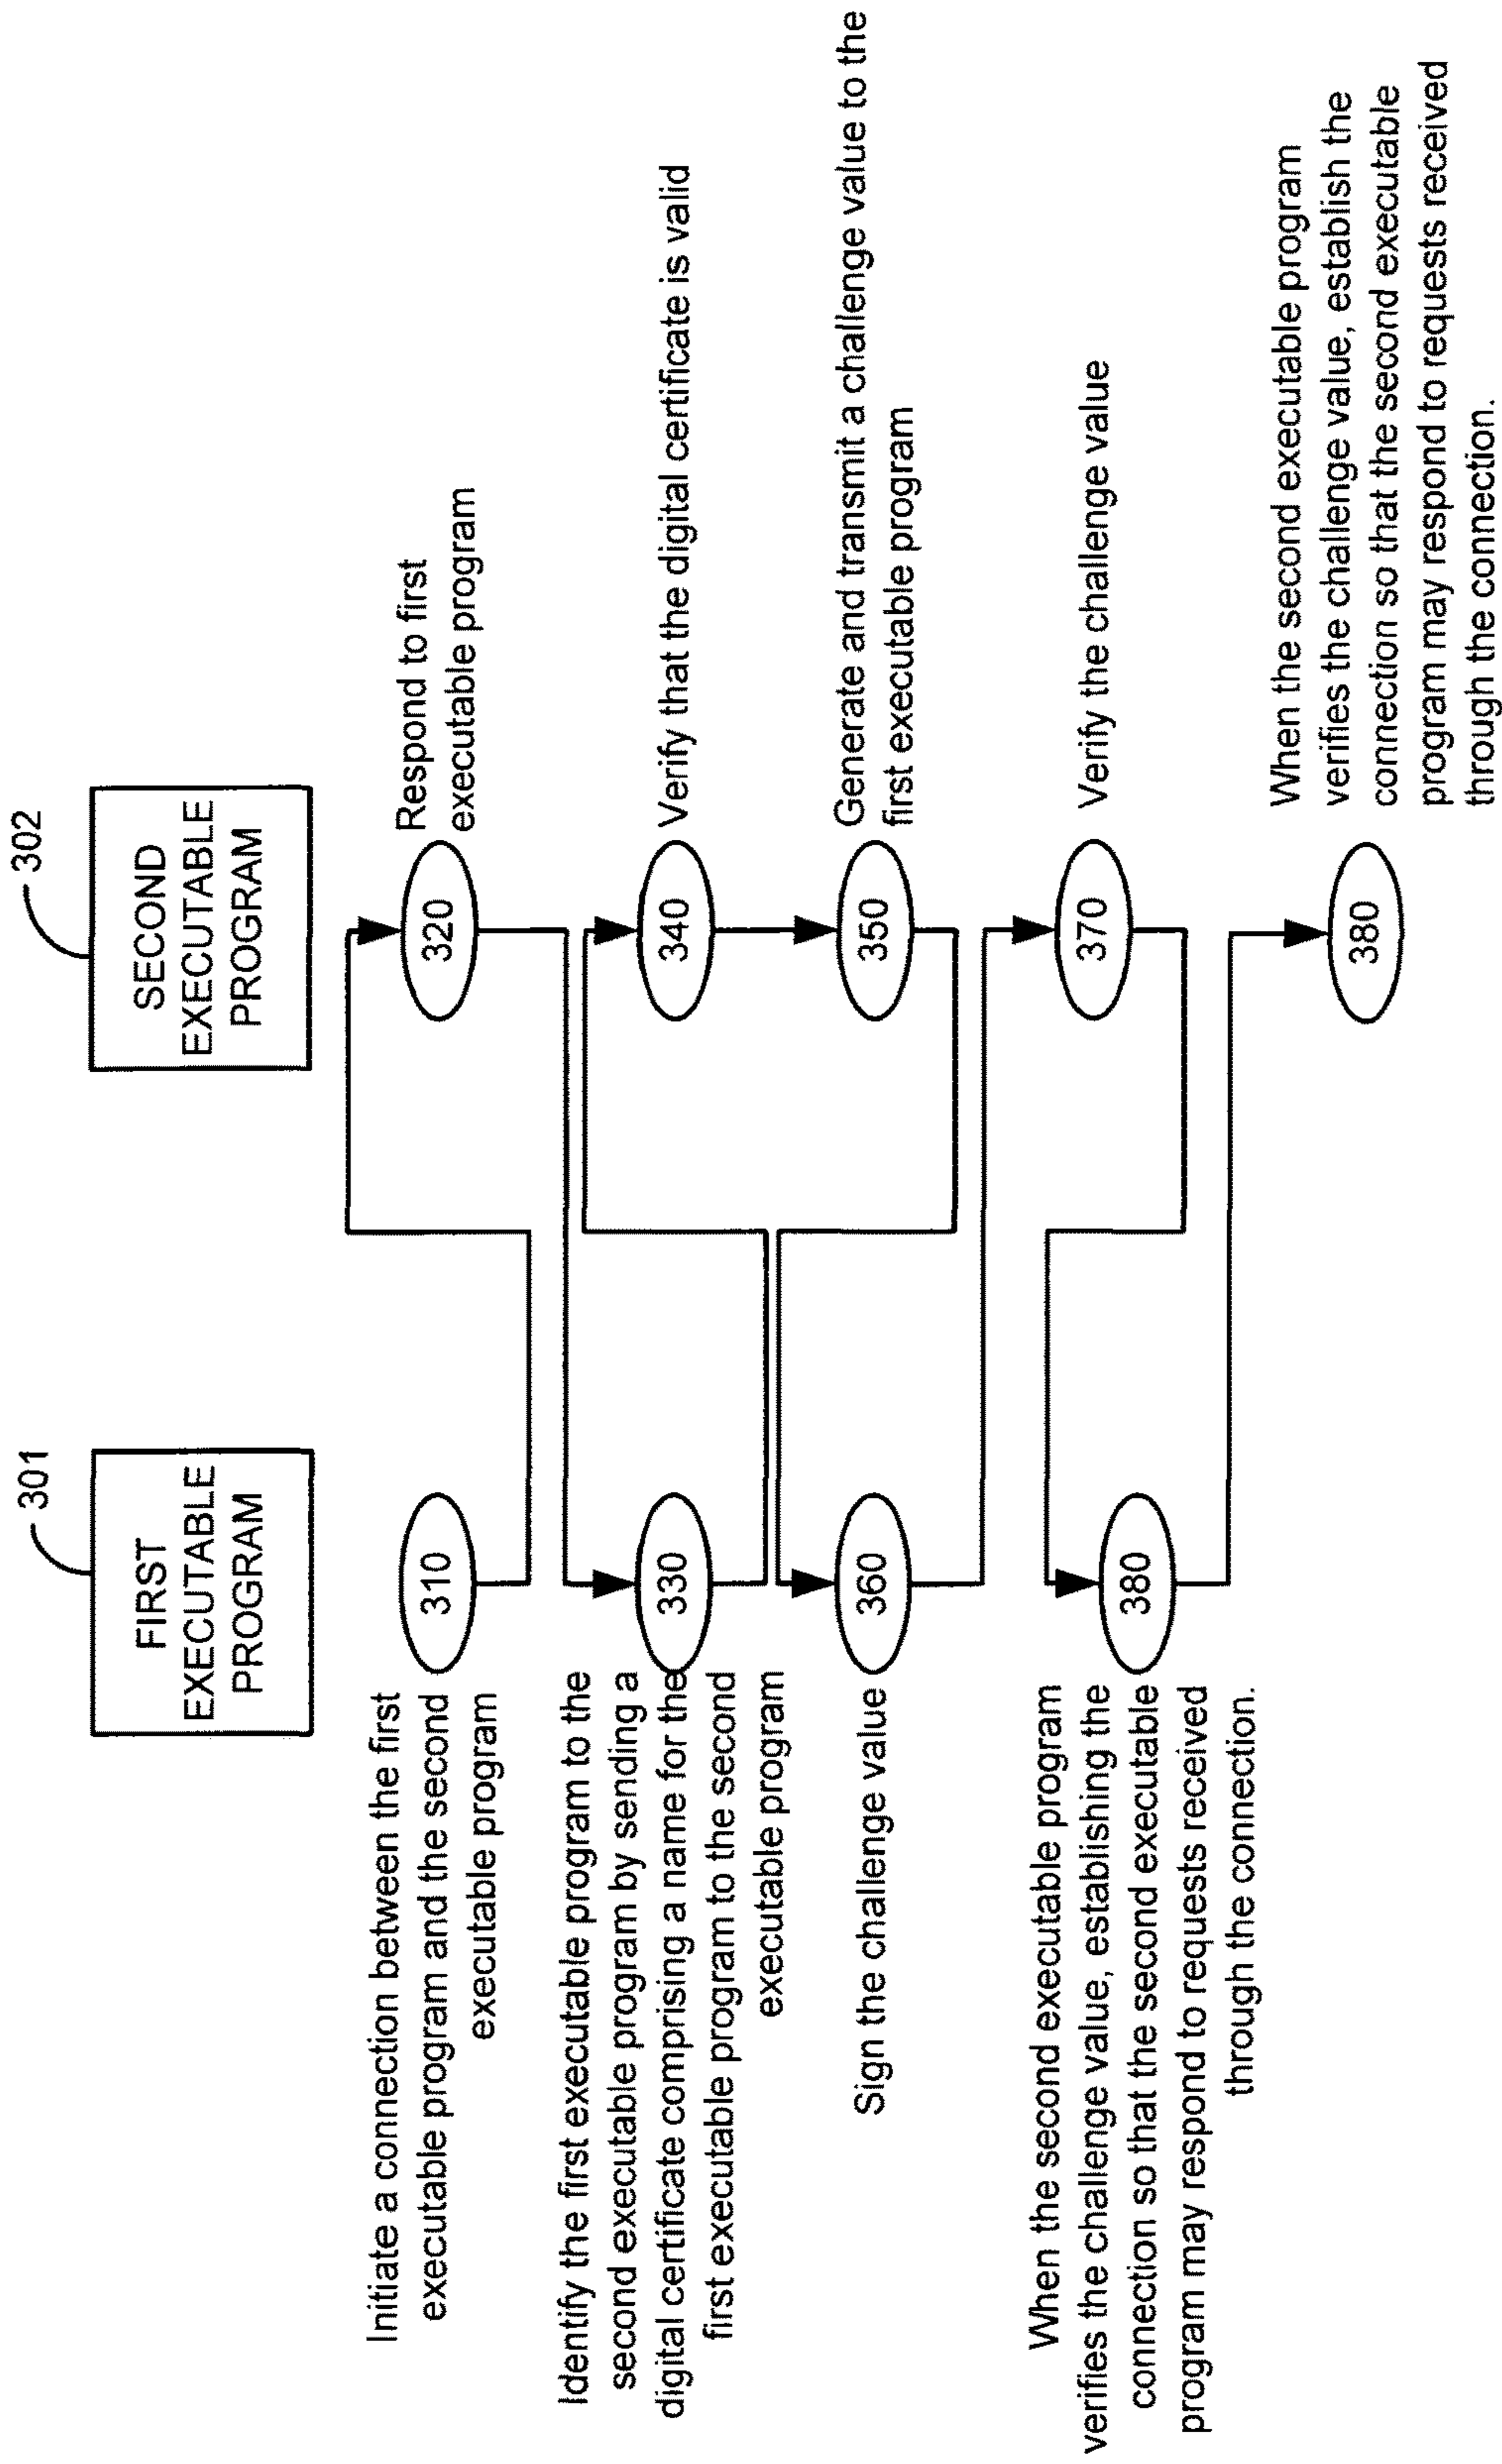 301
FIRST
EXECUTABLE
PROGRAM
302
SECOND
EXECUTABLE
PROGRAM
Initiate a connection between the first
executable program and the second
executable program
310
320
Respond to first
executable program
Identify the first executable program to the
second executable program by sending a
digital certificate comprising a name for the
first executable program to the second
executable program
330
340
Verify that the digital certificate is valid
350
Generate and transmit a challenge value to the
first executable program
Sign the challenge value
360
370
Verify the challenge value
When the second executable program
verifies the challenge value, establishing the
connection so that the second executable
program may respond to requests received
through the connection.
380
380
When the second executable program
verifies the challenge value, establish the
connection so that the second executable
program may respond to requests received
through the connection.